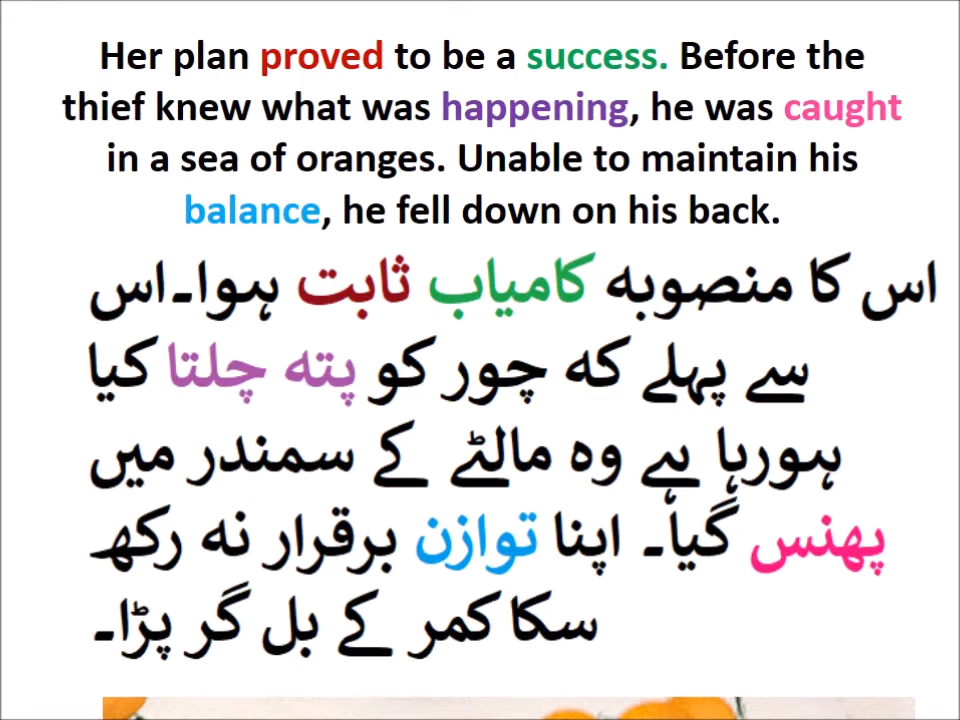 Her plan proved to be a success. Before the
thief knew what was happening, he was caught
in a sea of oranges. Unable to maintain his
balance, he fell down on his back.
اس کا منصوبہ کامیاب ثابت ہوا۔اس
سے پہلے کہ چور کو پتہ چلتا کیا
ہورہا ہے وہ مالٹے کے سمندر میں
پھنس گیا۔ اپنا توازن برقرار نہ رکھ
سکا کمر کے بل گر پڑا۔